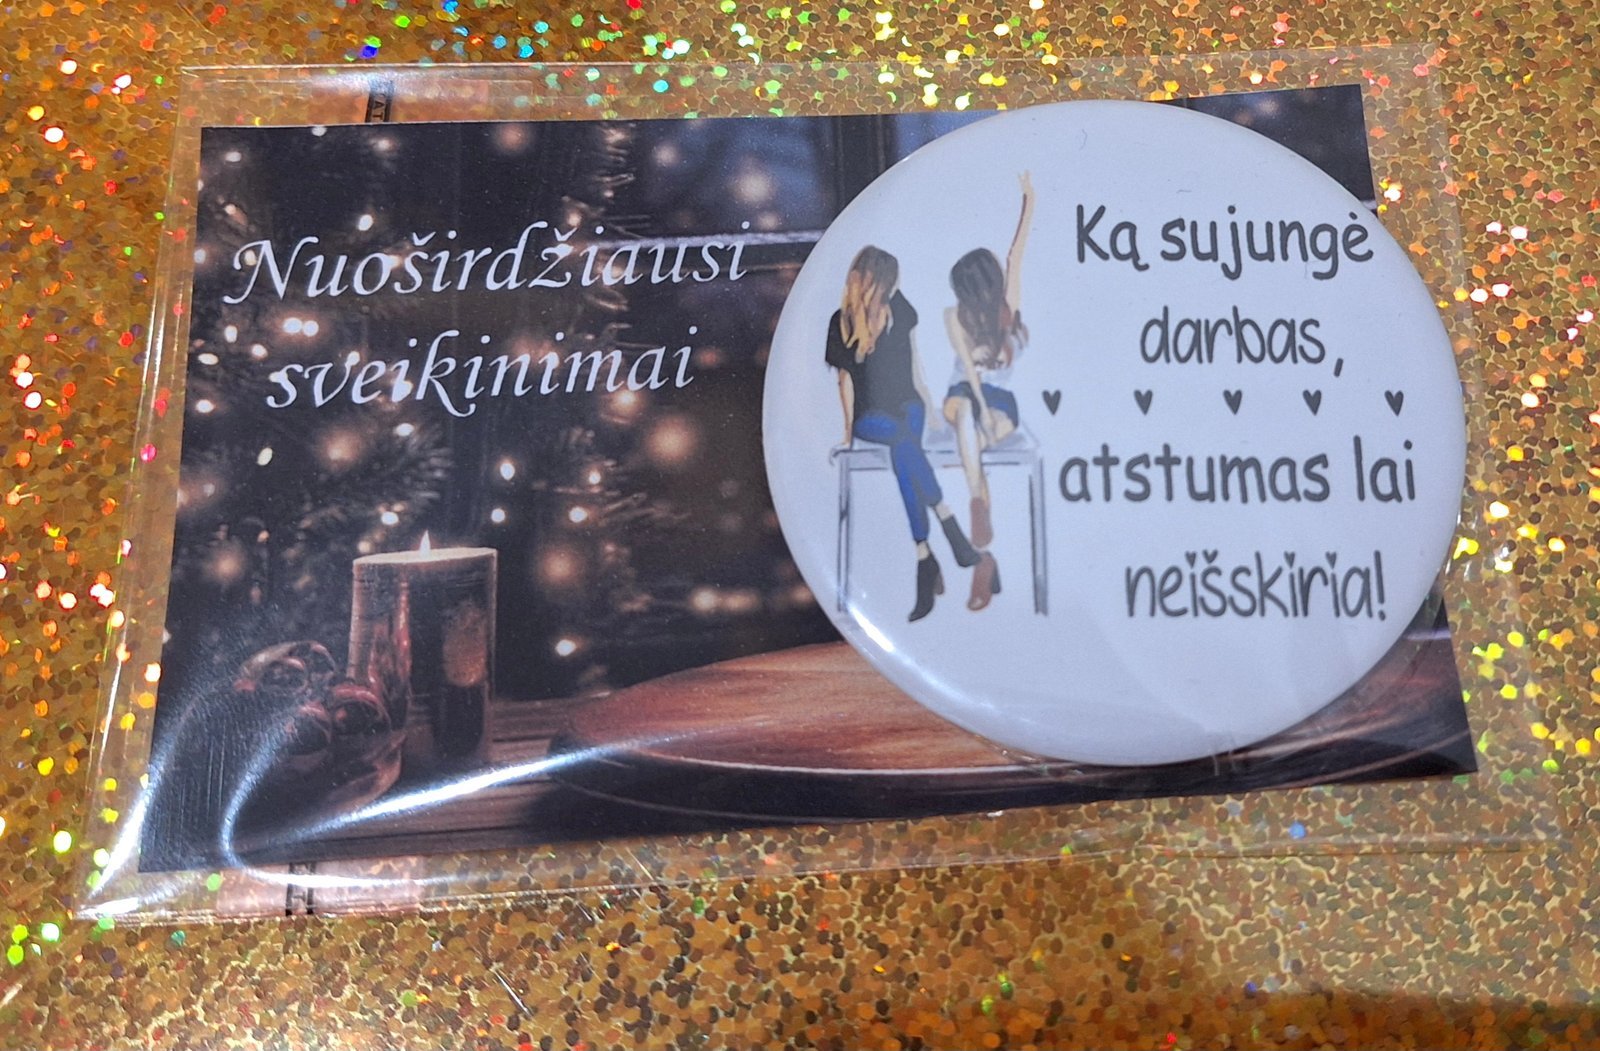 Nuoširdžiausi
sveikinimai
Ką sujungė
darbas,
atstumas lai
neišskiria!